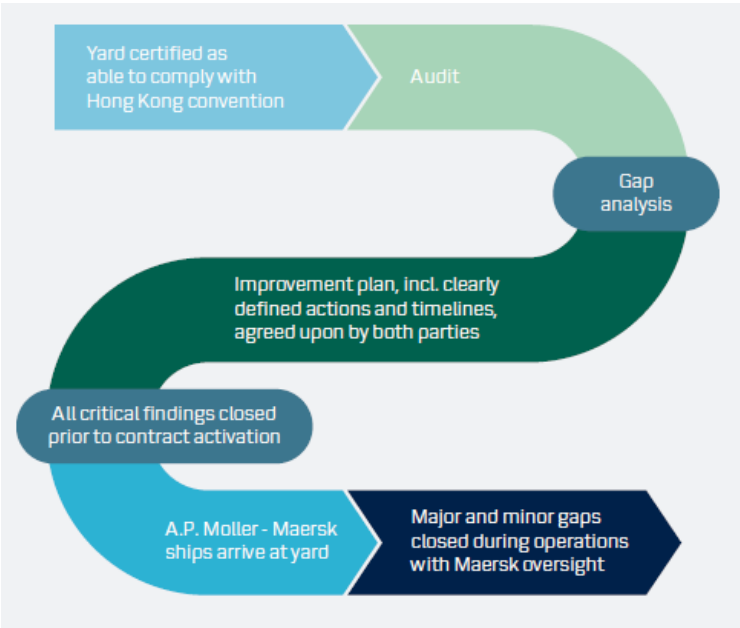 Yard certified as
able to comply with
Hong Kong convention
Audit
Gap
analysis
Improvement plan, incl. clearly
defined actions and timelines,
agreed upon by both parties
All critical findings closed
prior to contract activation
A.P. Moller - Maersk
ships arrive at yard
Major and minor gaps
closed during operations
with Maersk oversight